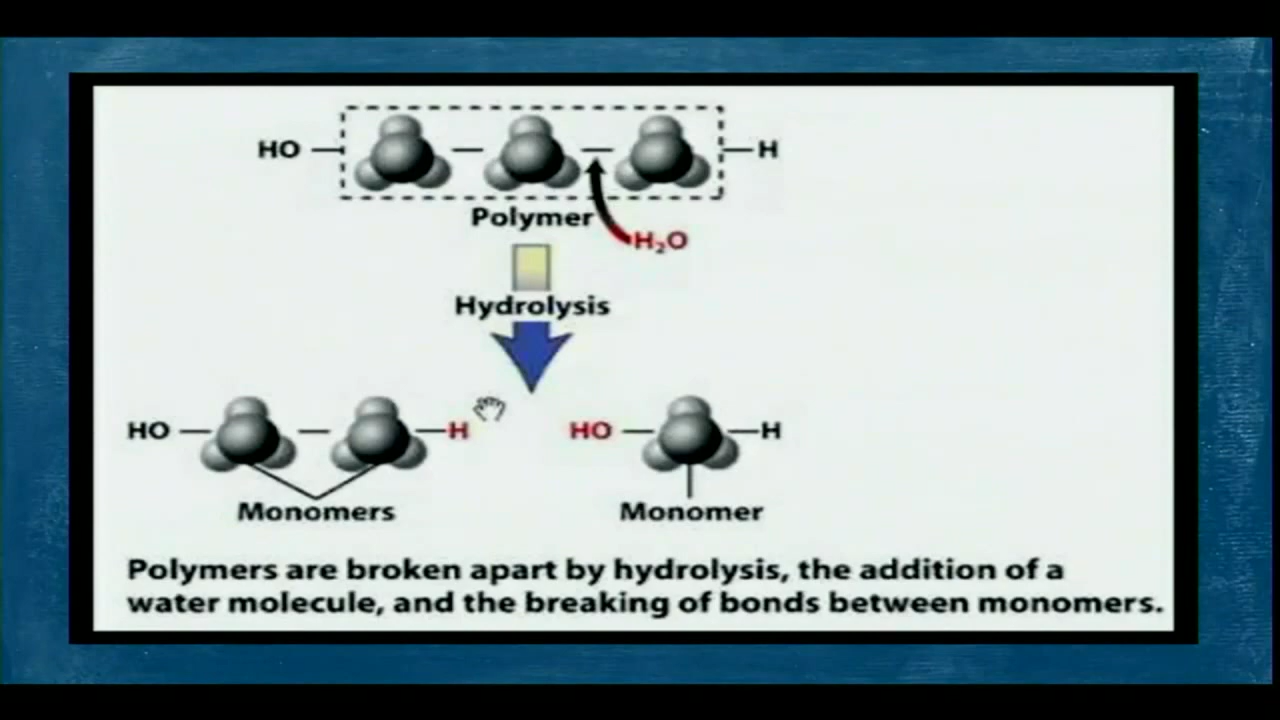 HO H
Polymer
H₂O
Hydrolysis
HO H HO H
Monomers Monomer
Polymers are broken apart by hydrolysis, the addition of a
water molecule, and the breaking of bonds between monomers.